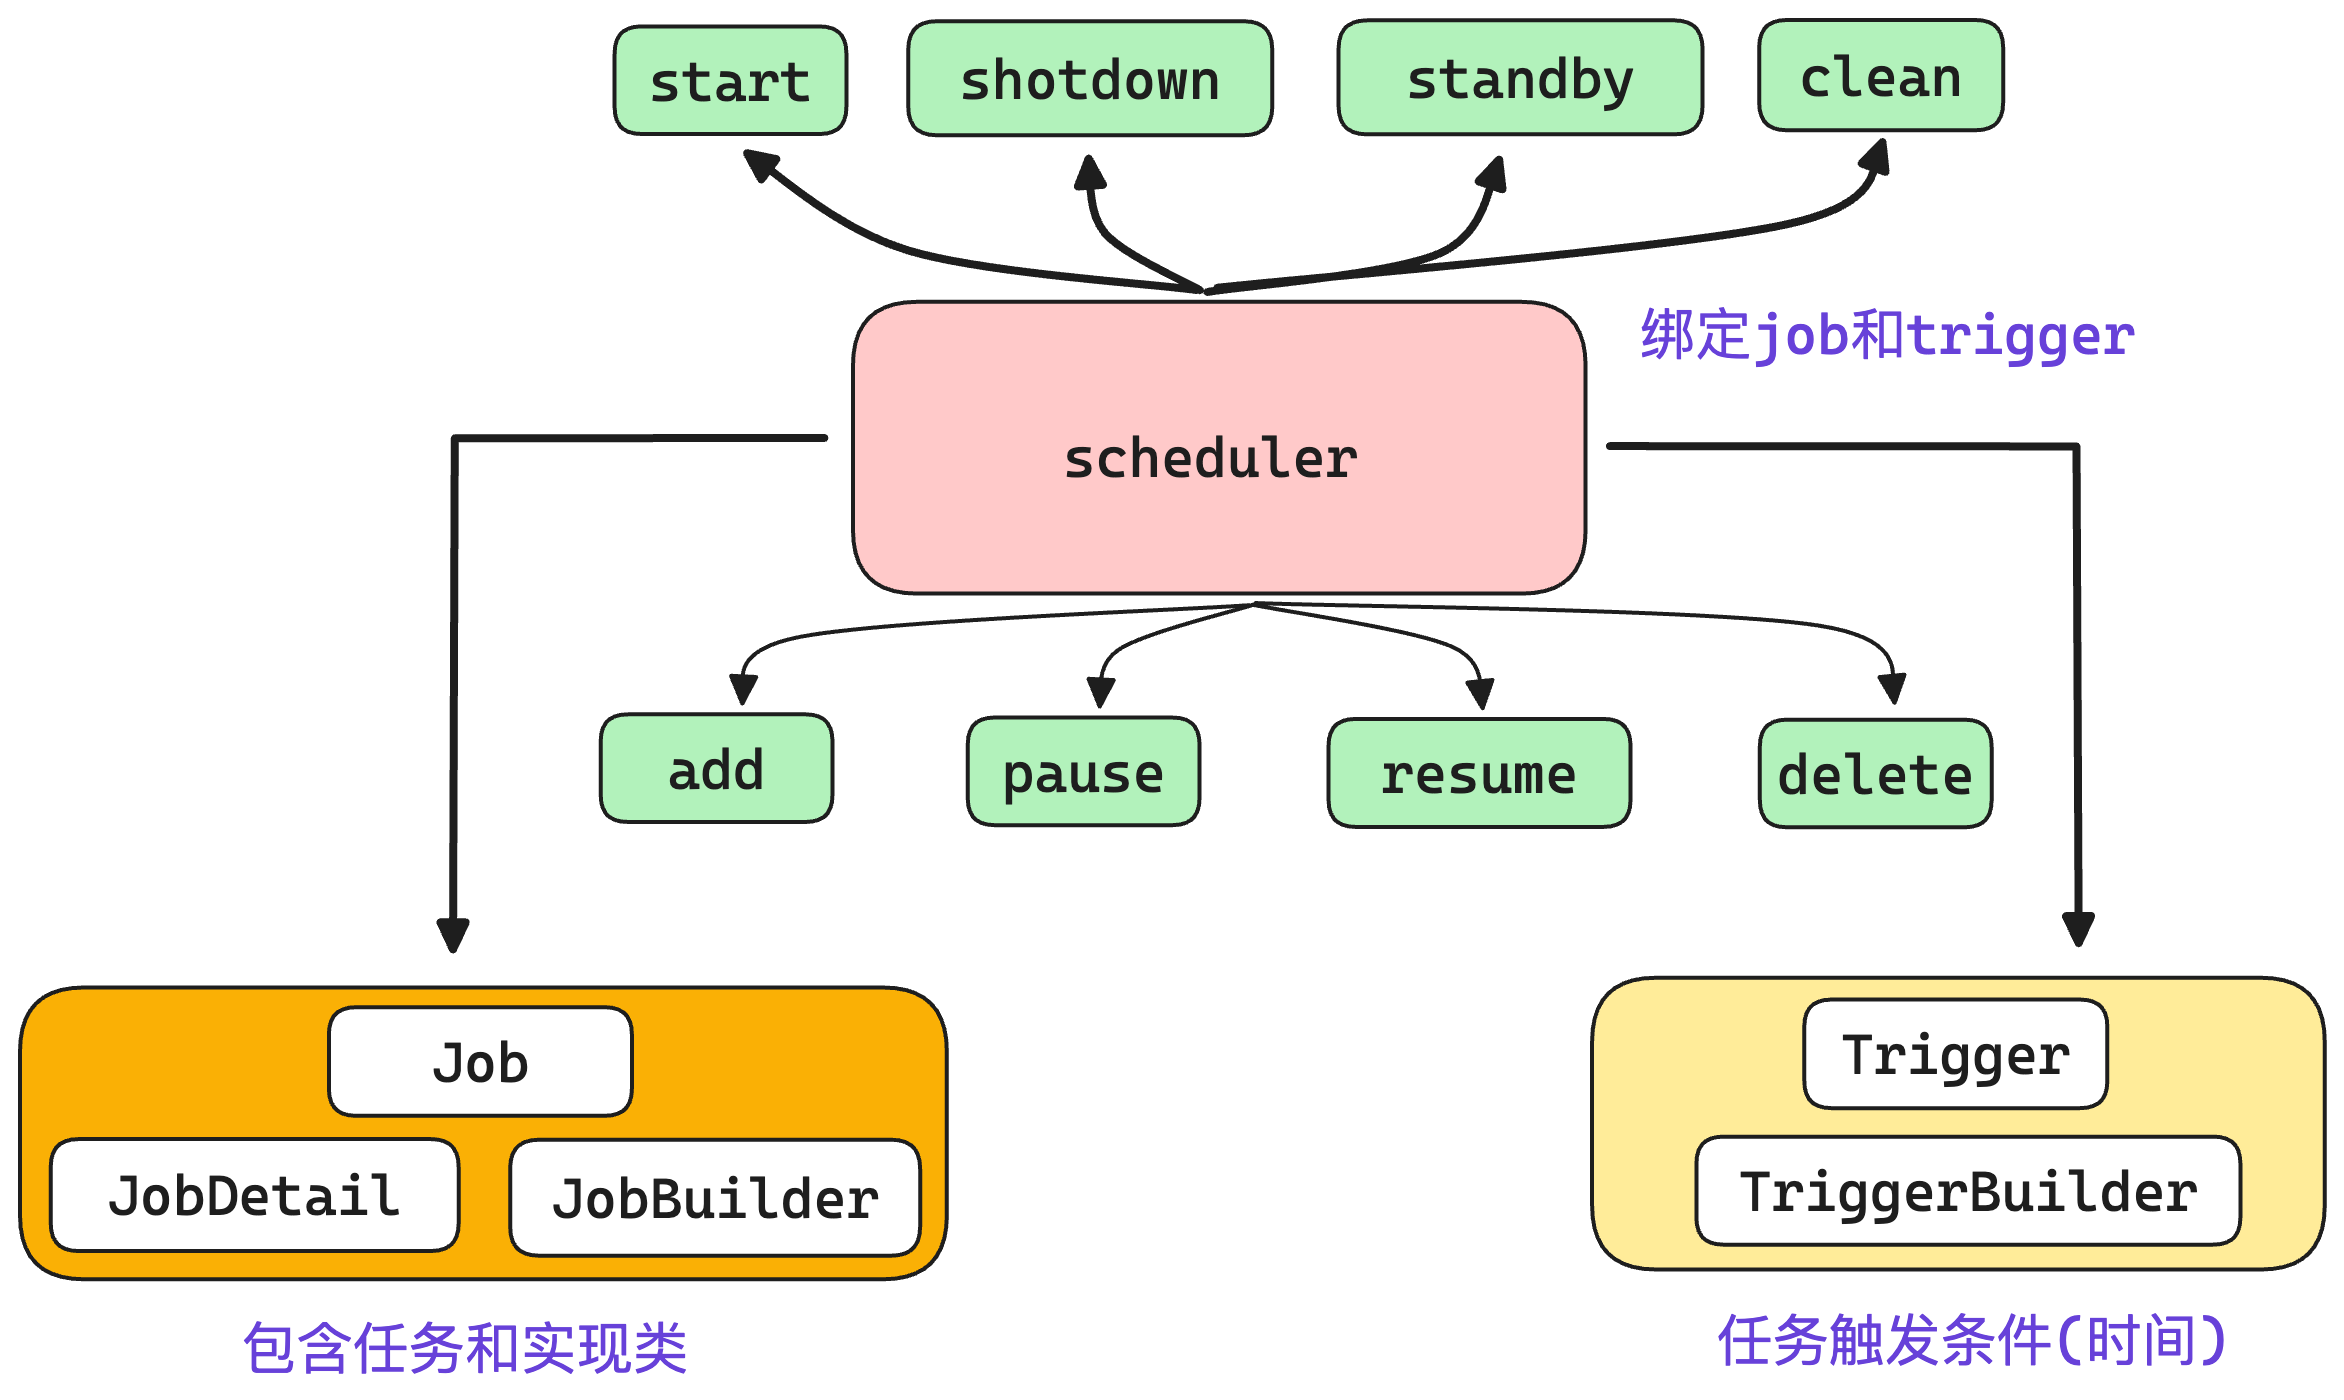 start
shotdown
standby
clean
绑定job和trigger
scheduler
add
pause
resume
delete
Job
JobDetail
JobBuilder
包含任务和实现类
Trigger
TriggerBuilder
任务触发条件(时间)